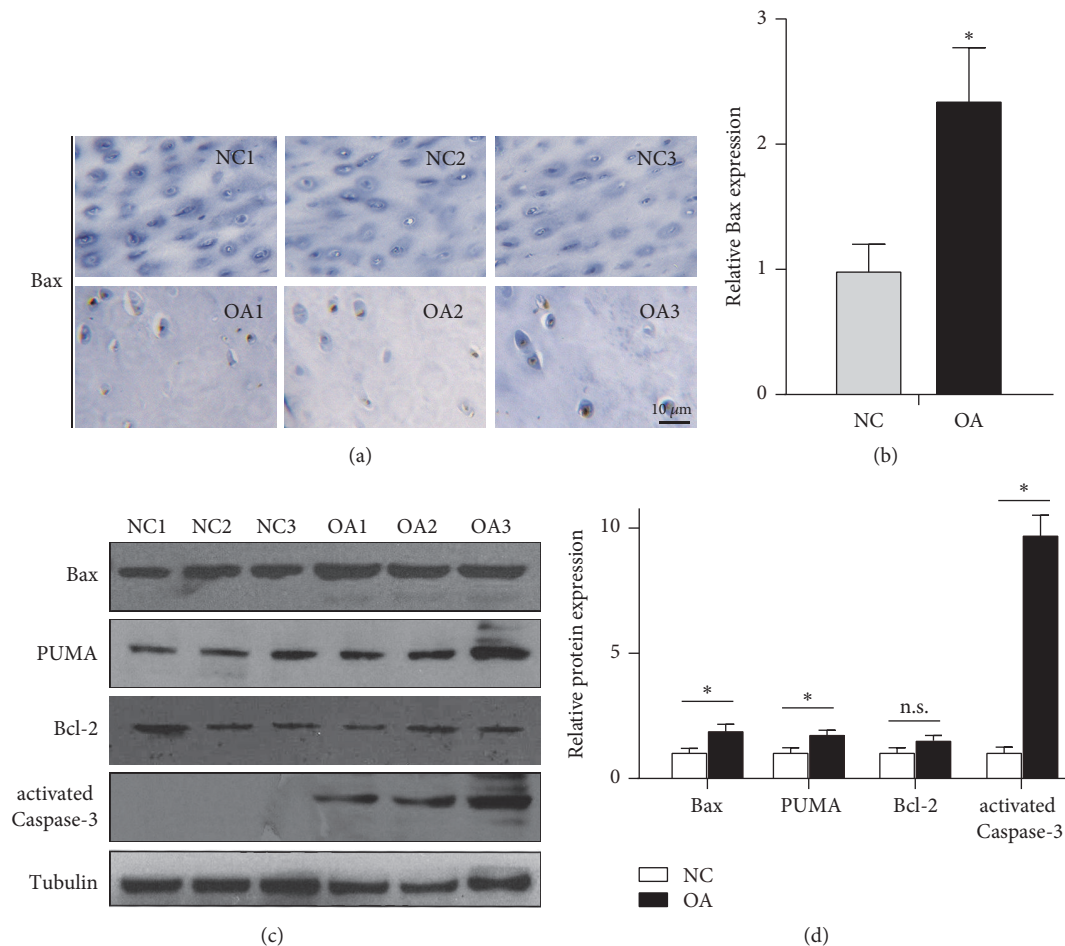 NC1
NC2
NC3
Bax
OA1
OA2
OA3
10 μm
(a)
3
2
1
0
Relative Bax expression
*
NC
OA
(b)
NC1 NC2 NC3 OA1 OA2 OA3
Bax
PUMA
Bcl-2
activated
Caspase-3
Tubulin
(c)
10
5
0
Relative protein expression
*
*
n.s.
*
Bax
PUMA
Bcl-2
activated
Caspase-3
NC
OA
(d)